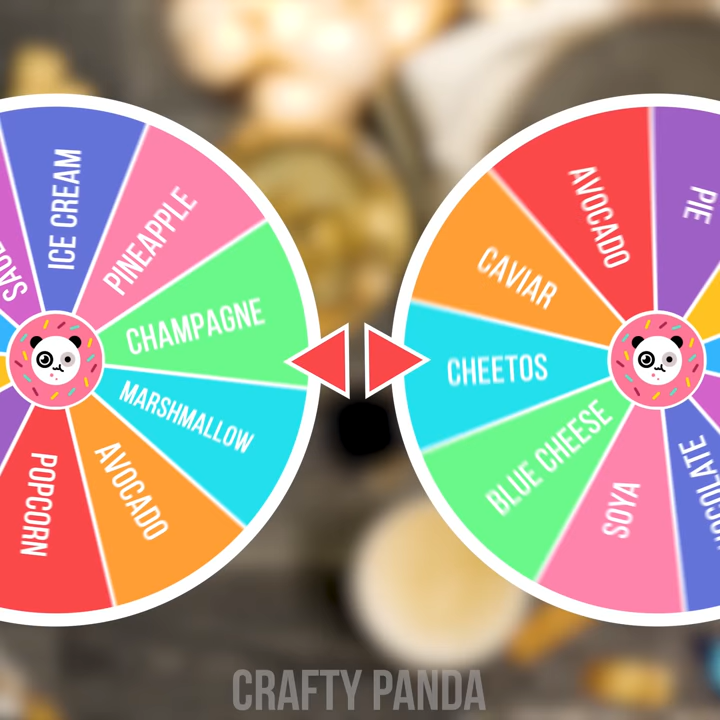 ICE CREAM
PINEAPPLE
CHAMPAGNE
MARSHMALLOW
AVOCADO
POPCORN
PIE
AVOCADO
CAVIAR
CHEETOS
BLUE CHEESE
SOYA
CRAFTY PANDA